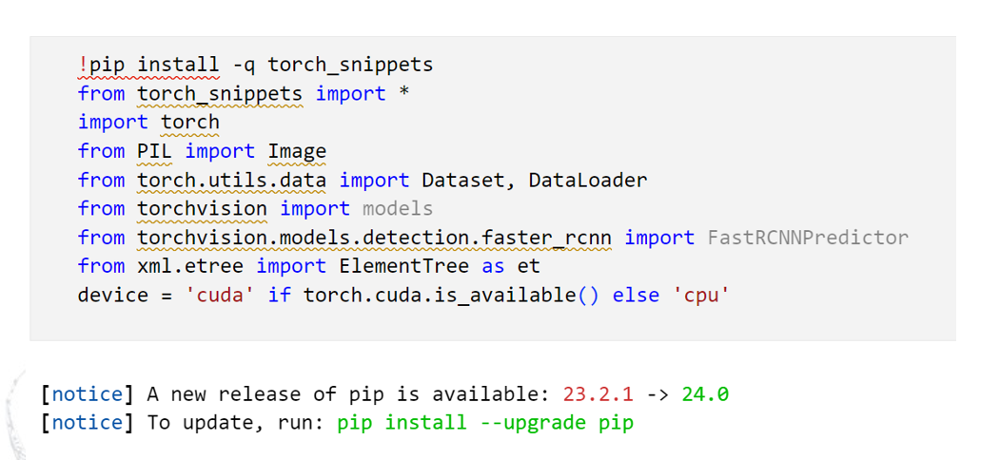 !pip install -q torch_snippets
from torch_snippets import *
import torch
from PIL import Image
from torch.utils.data import Dataset, DataLoader
from torchvision import models
from torchvision.models.detection.faster_rcnn import FastRCNNPredictor
from xml.etree import ElementTree as et
device = 'cuda' if torch.cuda.is_available() else 'cpu'
[notice] A new release of pip is available: 23.2.1 -> 24.0
[notice] To update, run: pip install --upgrade pip